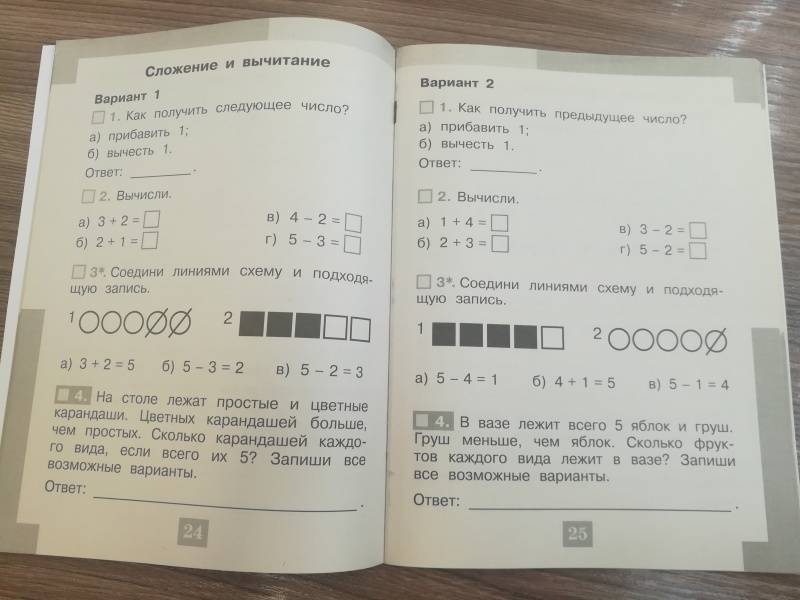 Сложение и вычитание
Вариант 1
1. Как получить следующее число?
а) прибавить 1;
б) вычесть 1.
Ответ: ________.
2. Вычисли.
а) 3 + 2 = □ в) 4 − 2 = □
б) 2 + 1 = □ г) 5 − 3 = □
3*. Соедини линиями схему и подходя-
щую запись.
1 2
а) 3 + 2 = 5 б) 5 − 3 = 2 в) 5 − 2 = 3
4. На столе лежат простые и цветные
карандаши. Цветных карандашей больше,
чем простых. Сколько карандашей каждо-
го вида, если всего их 5? Запиши все
возможные варианты.
Ответ: ________.
24
Вариант 2
1. Как получить предыдущее число?
а) прибавить 1;
б) вычесть 1.
Ответ: ________.
2. Вычисли.
а) 1 + 4 = □ в) 3 − 2 = □
б) 2 + 3 = □ г) 5 − 2 = □
3*. Соедини линиями схему и подходя-
щую запись.
1 2
а) 5 − 4 = 1 б) 4 + 1 = 5 в) 5 − 1 = 4
4. В вазе лежит всего 5 яблок и груш.
Груш меньше, чем яблок. Сколько фрук-
тов каждого вида лежит в вазе? Запиши
все возможные варианты.
Ответ: ________.
25